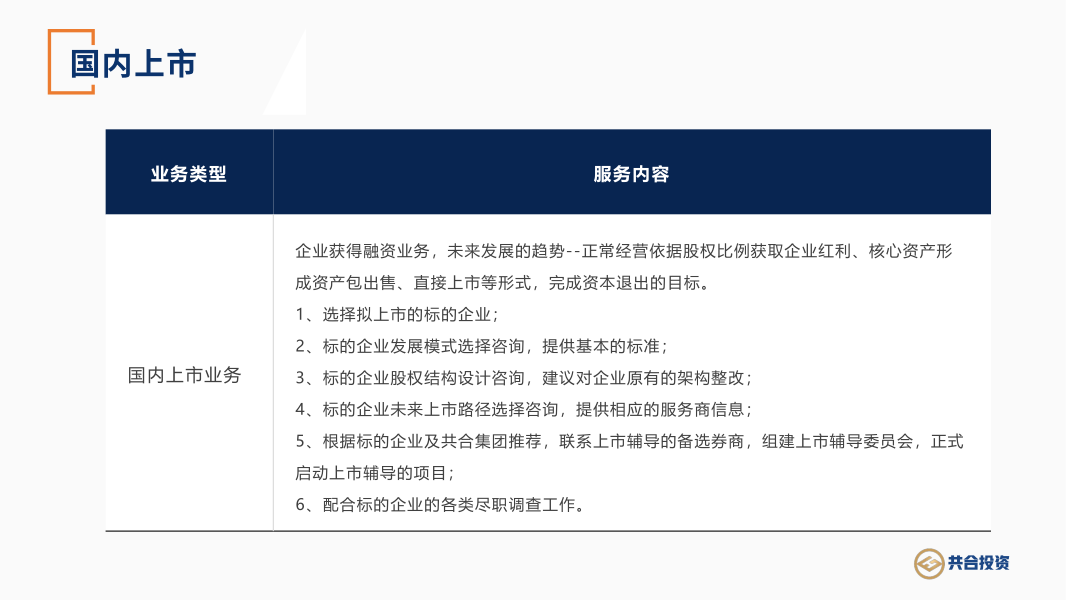 国内上市
业务类型
服务内容
国内上市业务
企业获得融资业务，未来发展的趋势--正常经营依据股权比例获取企业红利、核心资产形
成资产包出售、直接上市等形式，完成资本退出的目标。
1、选择拟上市的标的企业；
2、标的企业发展模式选择咨询，提供基本的标准；
3、标的企业股权结构设计咨询，建议对企业原有的架构整改；
4、标的企业未来上市路径选择咨询，提供相应的服务商信息；
5、根据标的企业及共合集团推荐，联系上市辅导的备选券商，组建上市辅导委员会，正式
启动上市辅导的项目；
6、配合标的企业的各类尽职调查工作。
共合投资